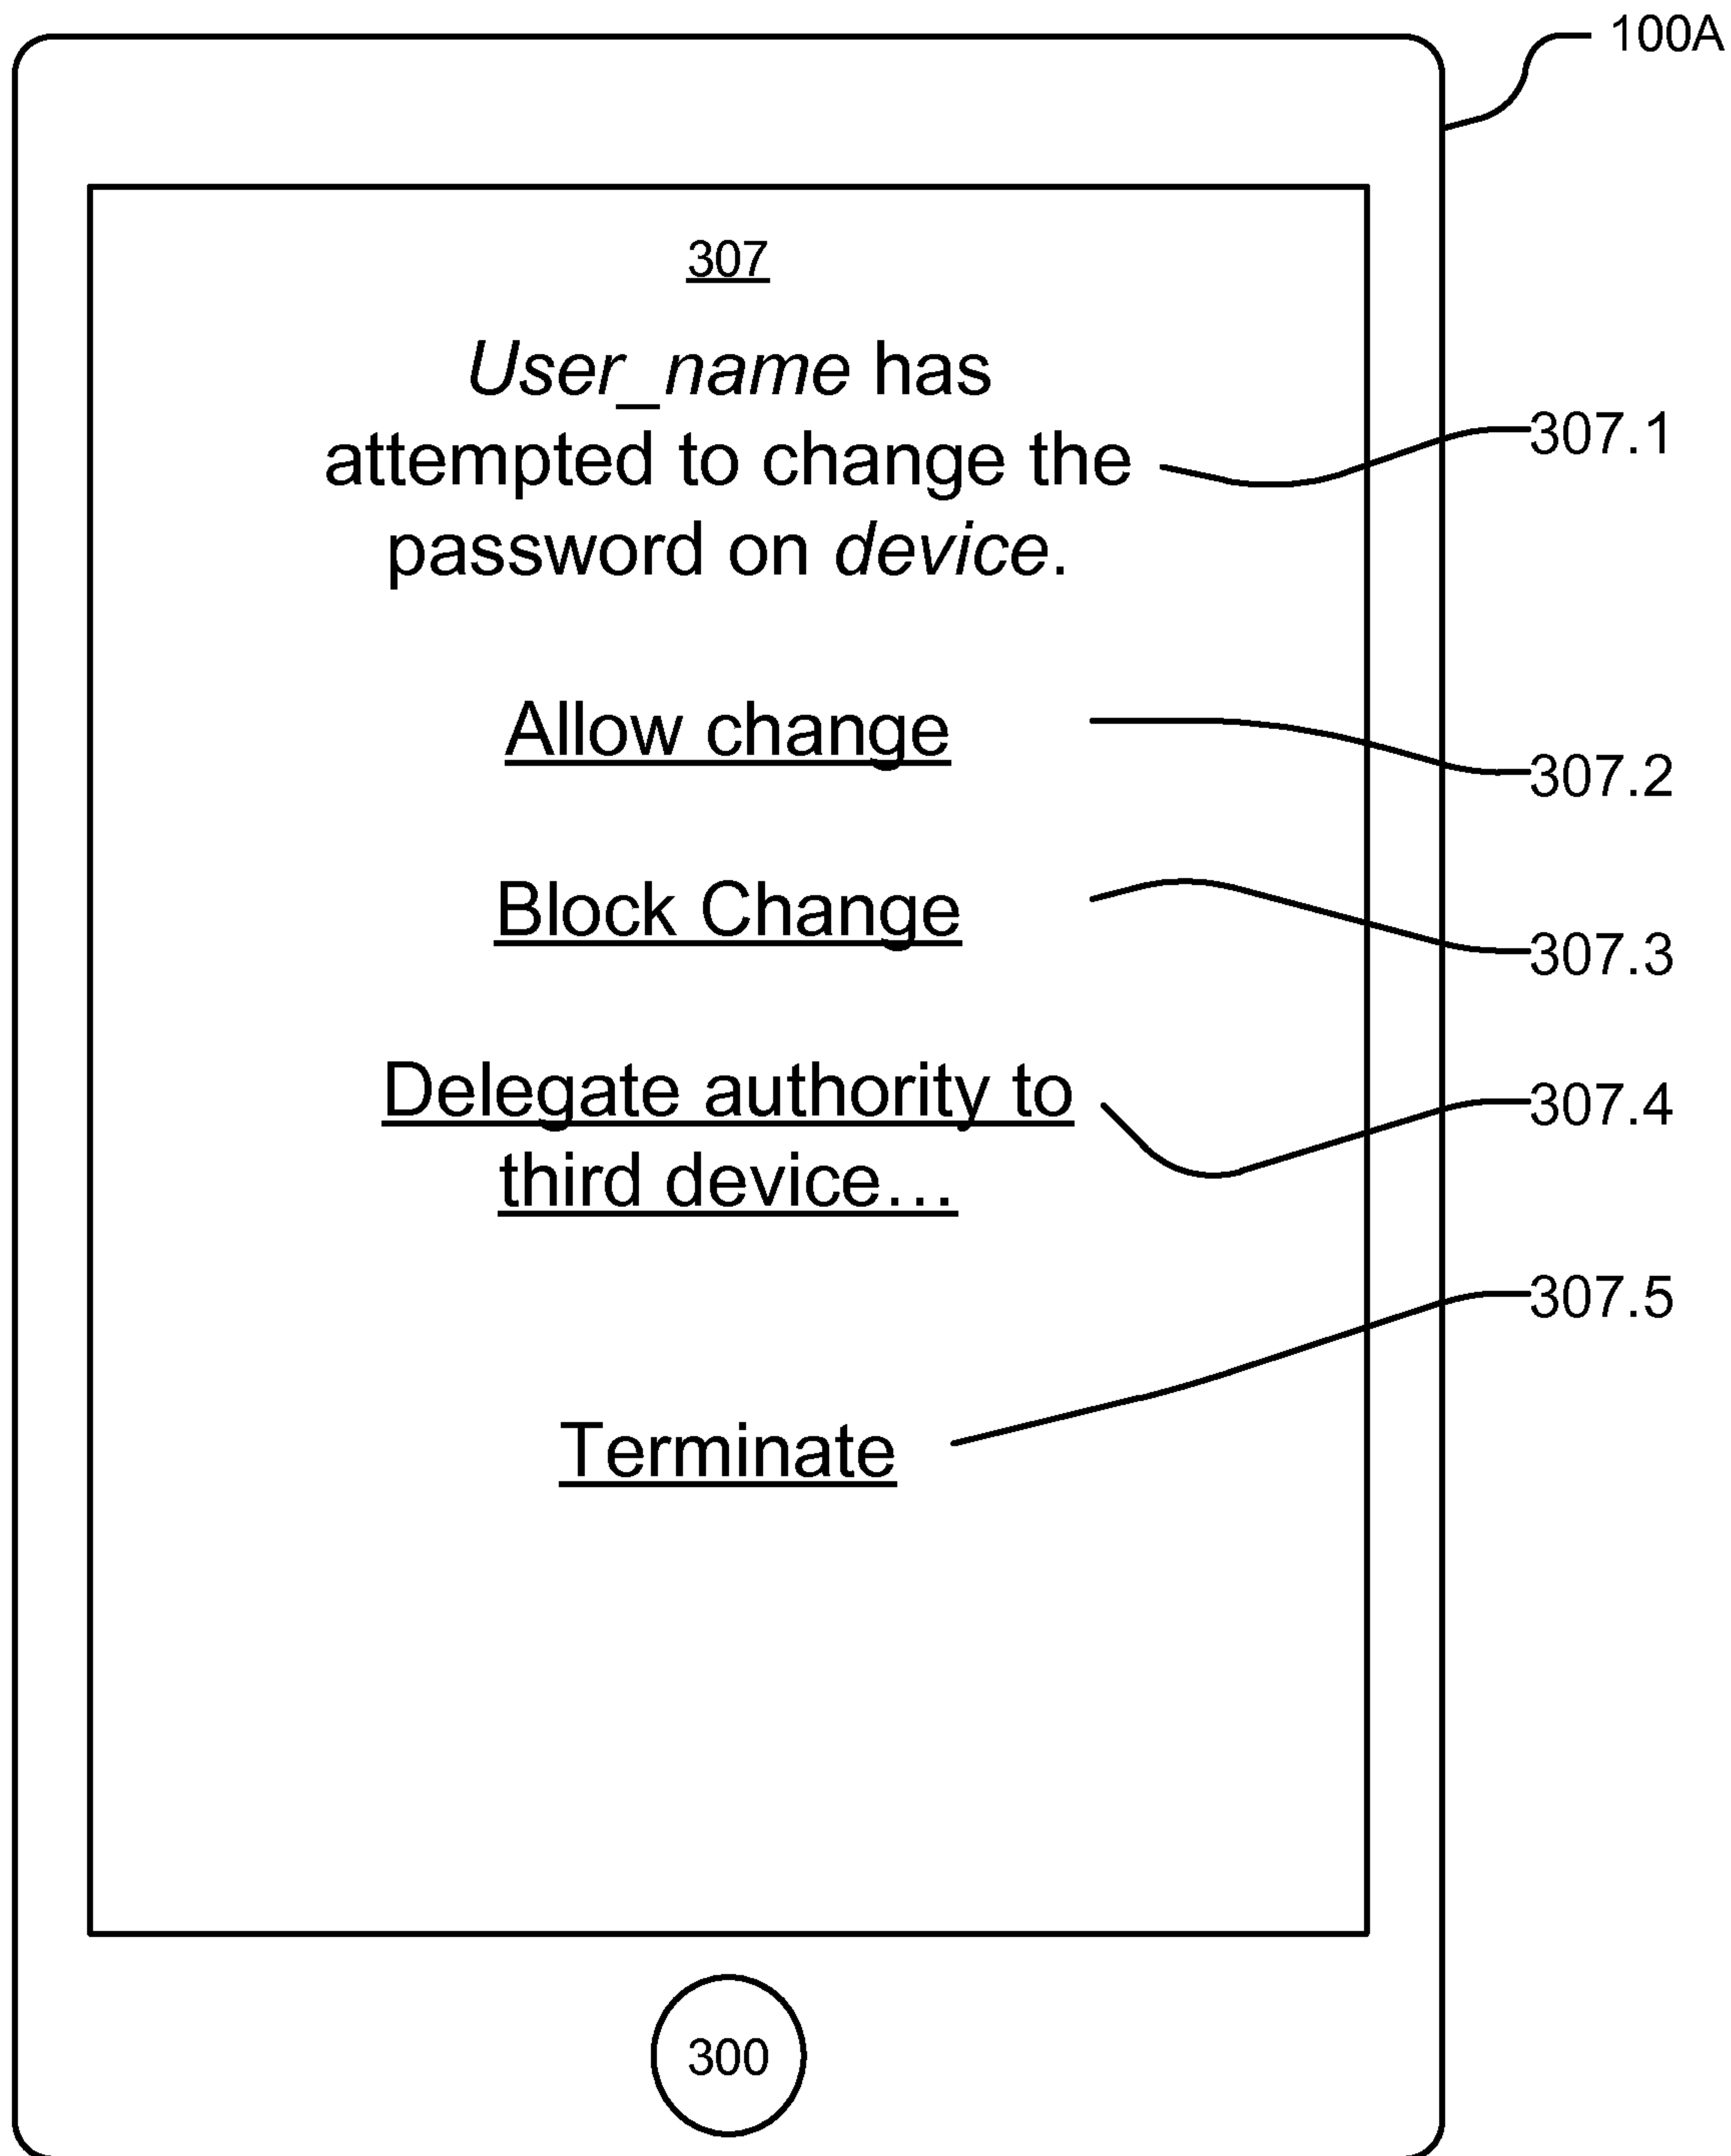 100A
307
User_name has
attempted to change the
password on device.
307.1
Allow change
307.2
Block Change
307.3
Delegate authority to
third device…
307.4
307.5
Terminate
300